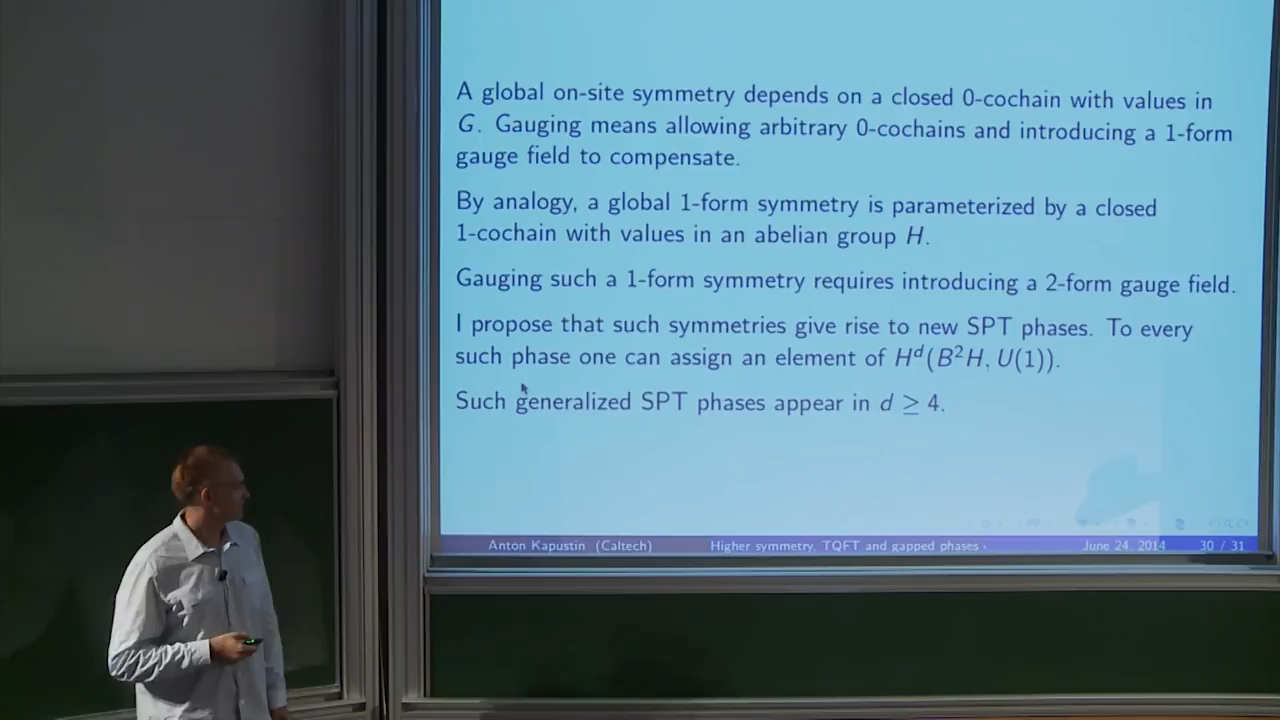 A global on-site symmetry depends on a closed 0-cochain with values in
G. Gauging means allowing arbitrary 0-cochains and introducing a 1-form
gauge field to compensate.
By analogy, a global 1-form symmetry is parameterized by a closed
1-cochain with values in an abelian group H.
Gauging such a 1-form symmetry requires introducing a 2-form gauge field.
I propose that such symmetries give rise to new SPT phases. To every
such phase one can assign an element of Hᵈ(B²H, U(1)).
Such generalized SPT phases appear in d ≥ 4.
Anton Kapustin (Caltech) Higher symmetry, TQFT and gapped phases June 24, 2014 30 / 31